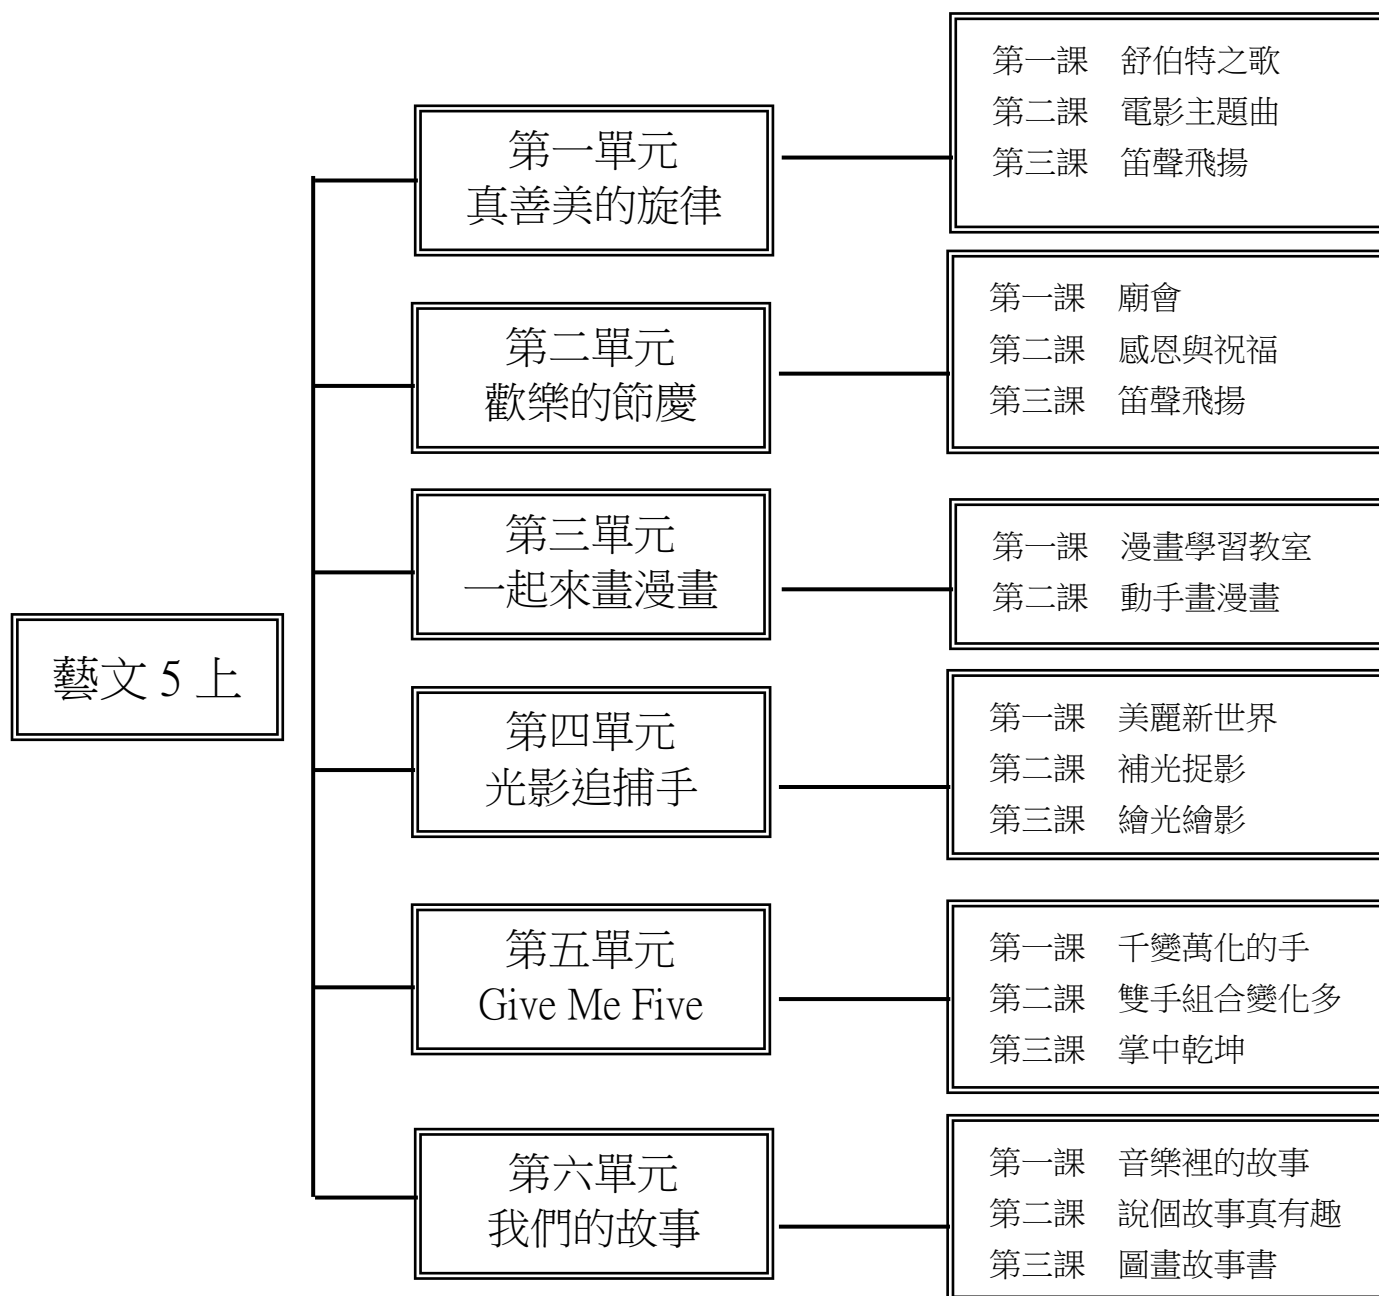 藝文 5 上
第一單元
真善美的旋律
第一課　舒伯特之歌
第二課　電影主題曲
第三課　笛聲飛揚
第二單元
歡樂的節慶
第一課　廟會
第二課　感恩與祝福
第三課　笛聲飛揚
第三單元
一起來畫漫畫
第一課　漫畫學習教室
第二課　動手畫漫畫
第四單元
光影追捕手
第一課　美麗新世界
第二課　補光捉影
第三課　繪光繪影
第五單元
Give Me Five
第一課　千變萬化的手
第二課　雙手組合變化多
第三課　掌中乾坤
第六單元
我們的故事
第一課　音樂裡的故事
第二課　說個故事真有趣
第三課　圖畫故事書